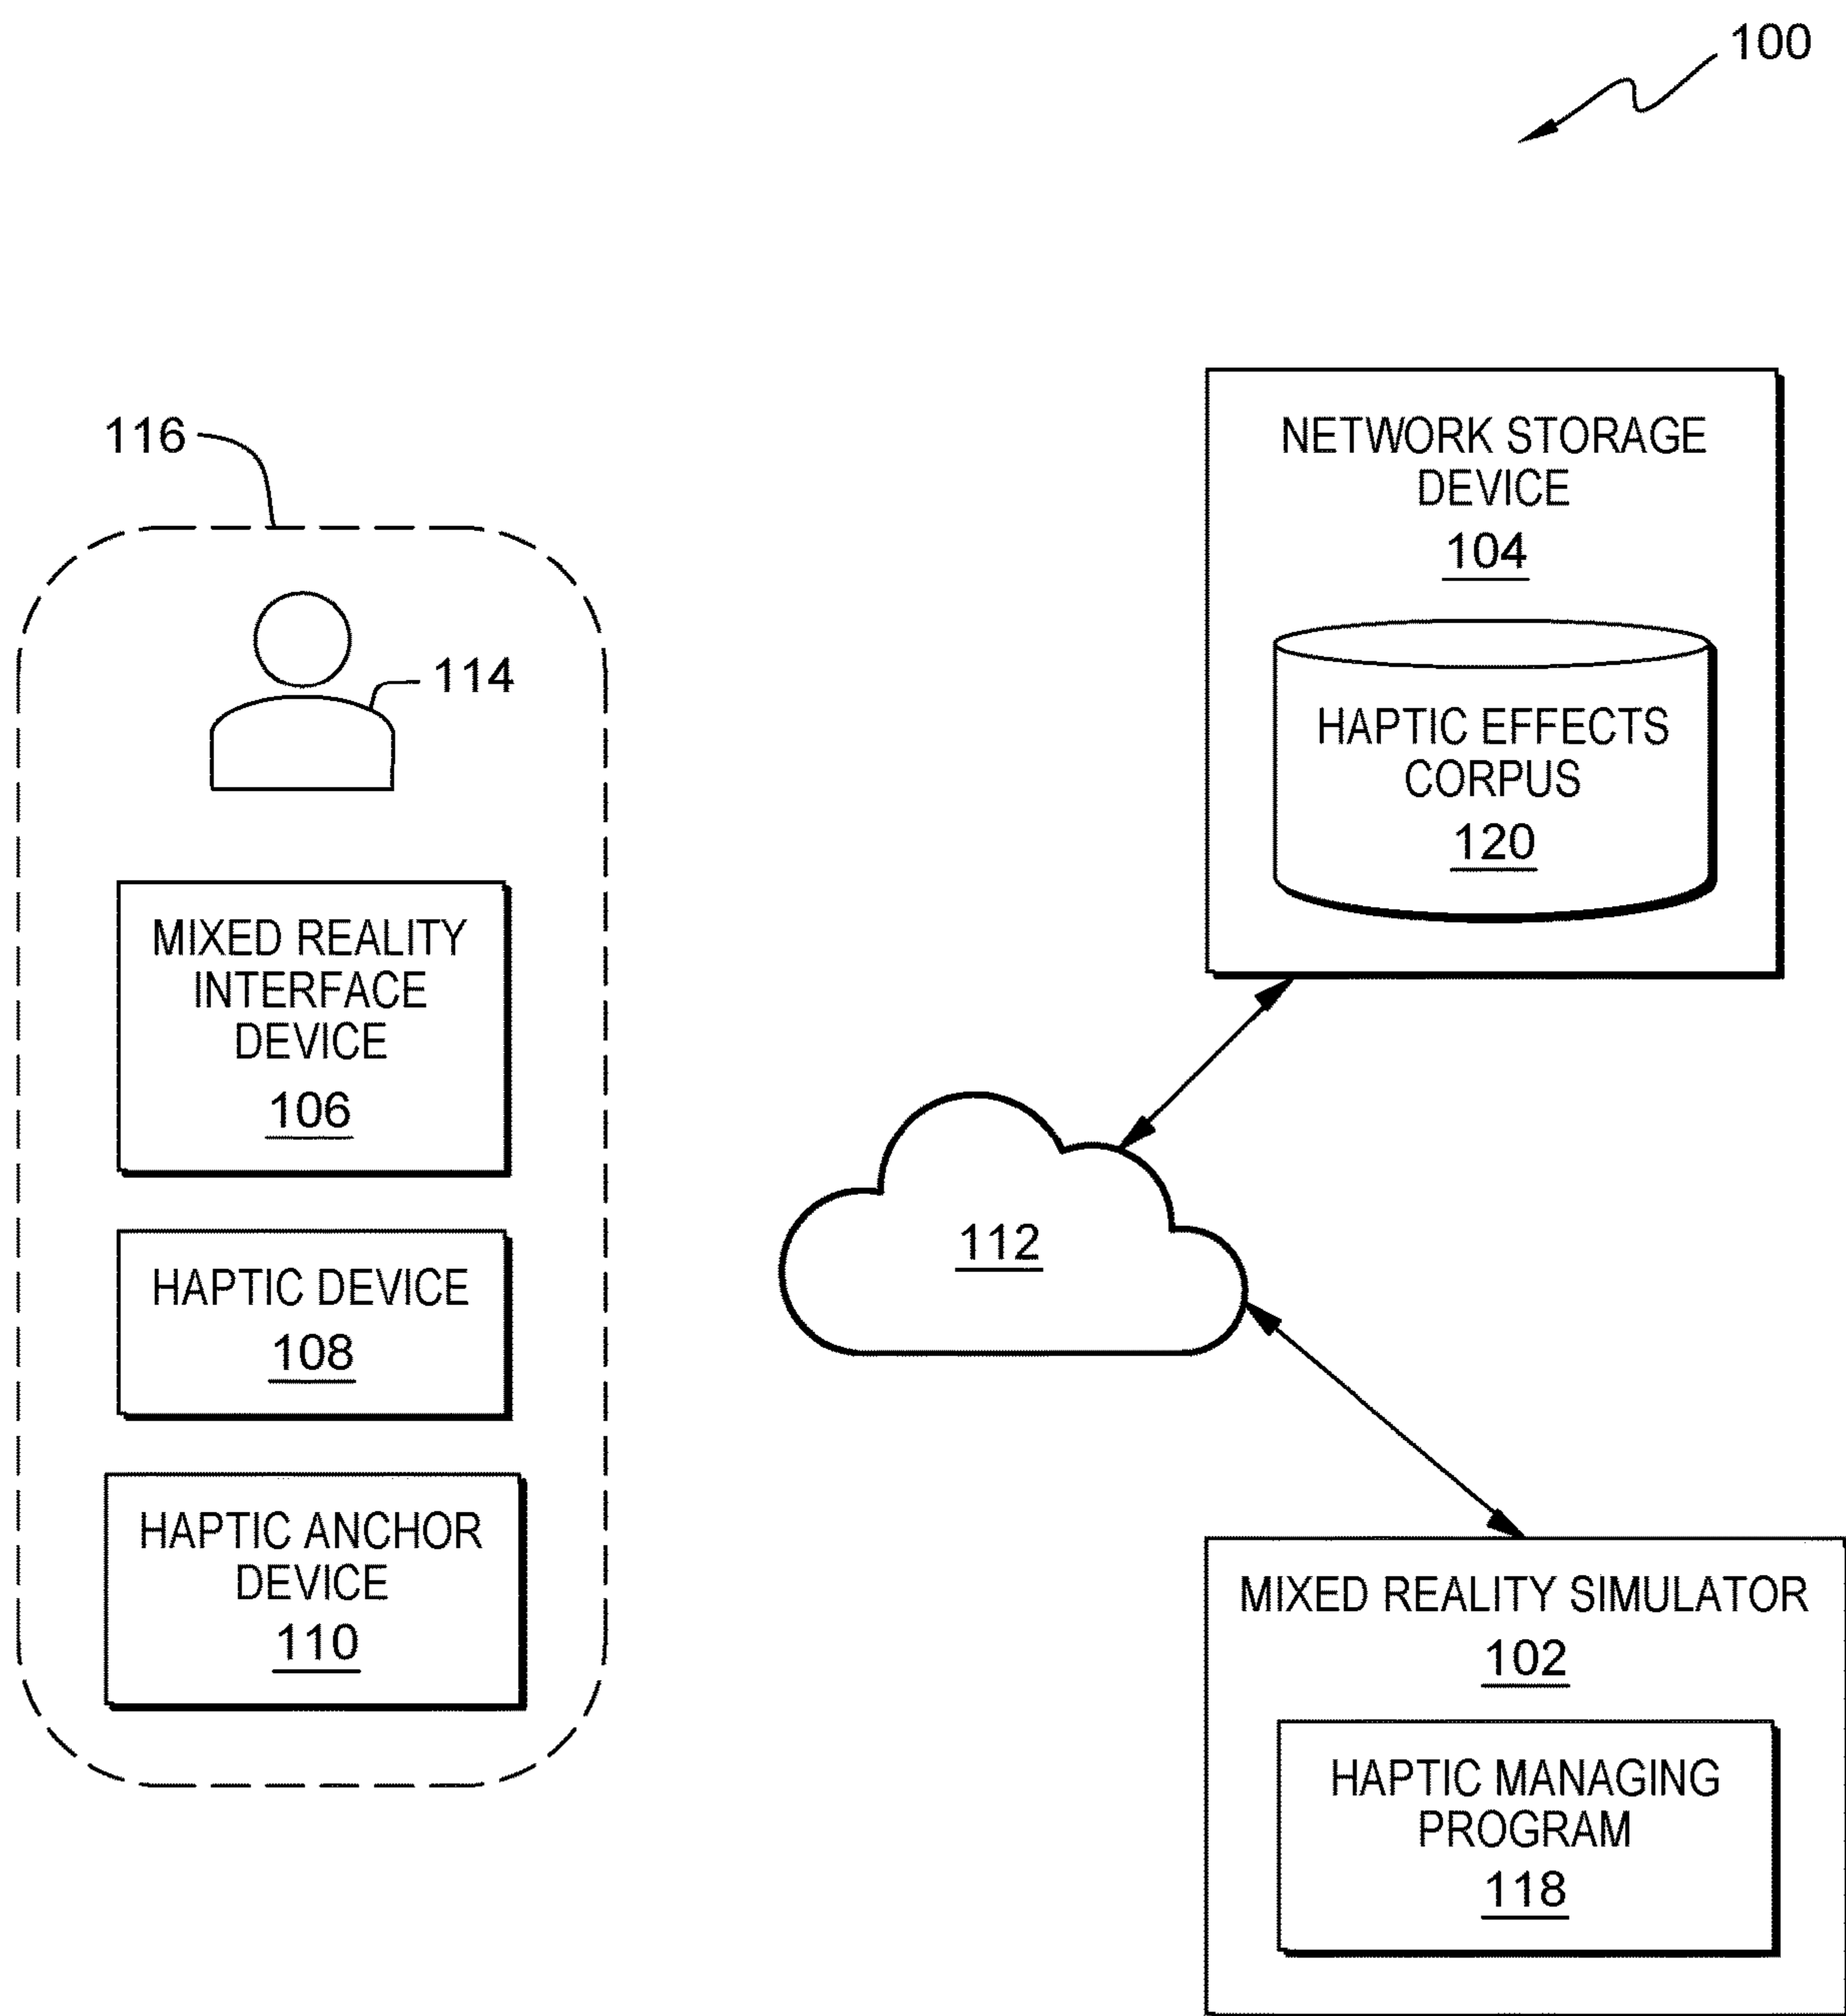 100
116
114
MIXED REALITY
INTERFACE
DEVICE
106
HAPTIC DEVICE
108
HAPTIC ANCHOR
DEVICE
110
NETWORK STORAGE
DEVICE
104
HAPTIC EFFECTS
CORPUS
120
112
MIXED REALITY SIMULATOR
102
HAPTIC MANAGING
PROGRAM
118